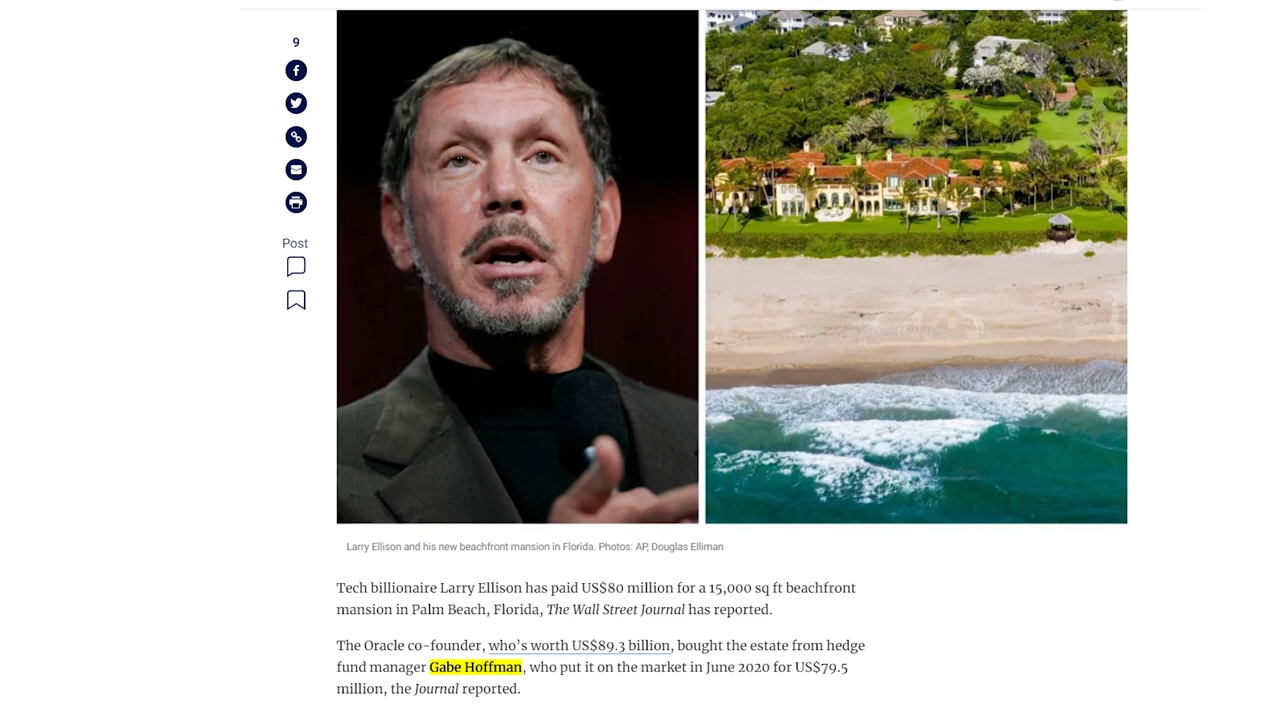 9
Post
Larry Ellison and his new beachfront mansion in Florida. Photos: AP, Douglas Elliman
Tech billionaire Larry Ellison has paid US$80 million for a 15,000 sq ft beachfront
mansion in Palm Beach, Florida, The Wall Street Journal has reported.
The Oracle co-founder, who's worth US$89.3 billion, bought the estate from hedge
fund manager Gabe Hoffman, who put it on the market in June 2020 for US$79.5
million, the Journal reported.